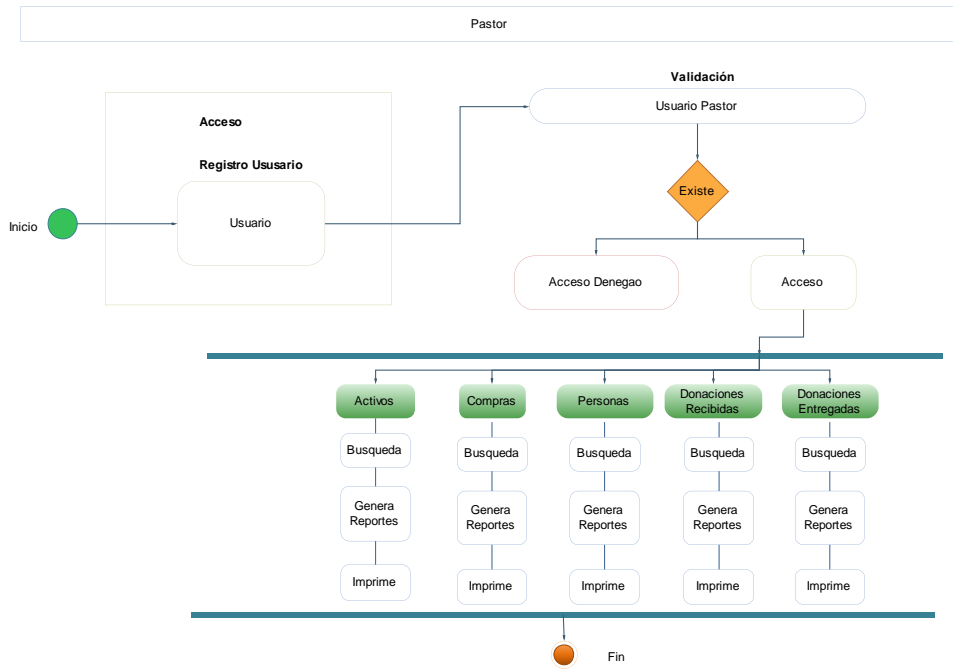 Pastor
Validación
Usuario Pastor
Acceso
Registro Ususario
Usuario
Inicio
Existe
Acceso Denegao
Acceso
Activos
Compras
Personas
Donaciones
Recibidas
Donaciones
Entregadas
Busqueda
Busqueda
Busqueda
Busqueda
Busqueda
Genera
Reportes
Genera
Reportes
Genera
Reportes
Genera
Reportes
Genera
Reportes
Imprime
Imprime
Imprime
Imprime
Imprime
Fin